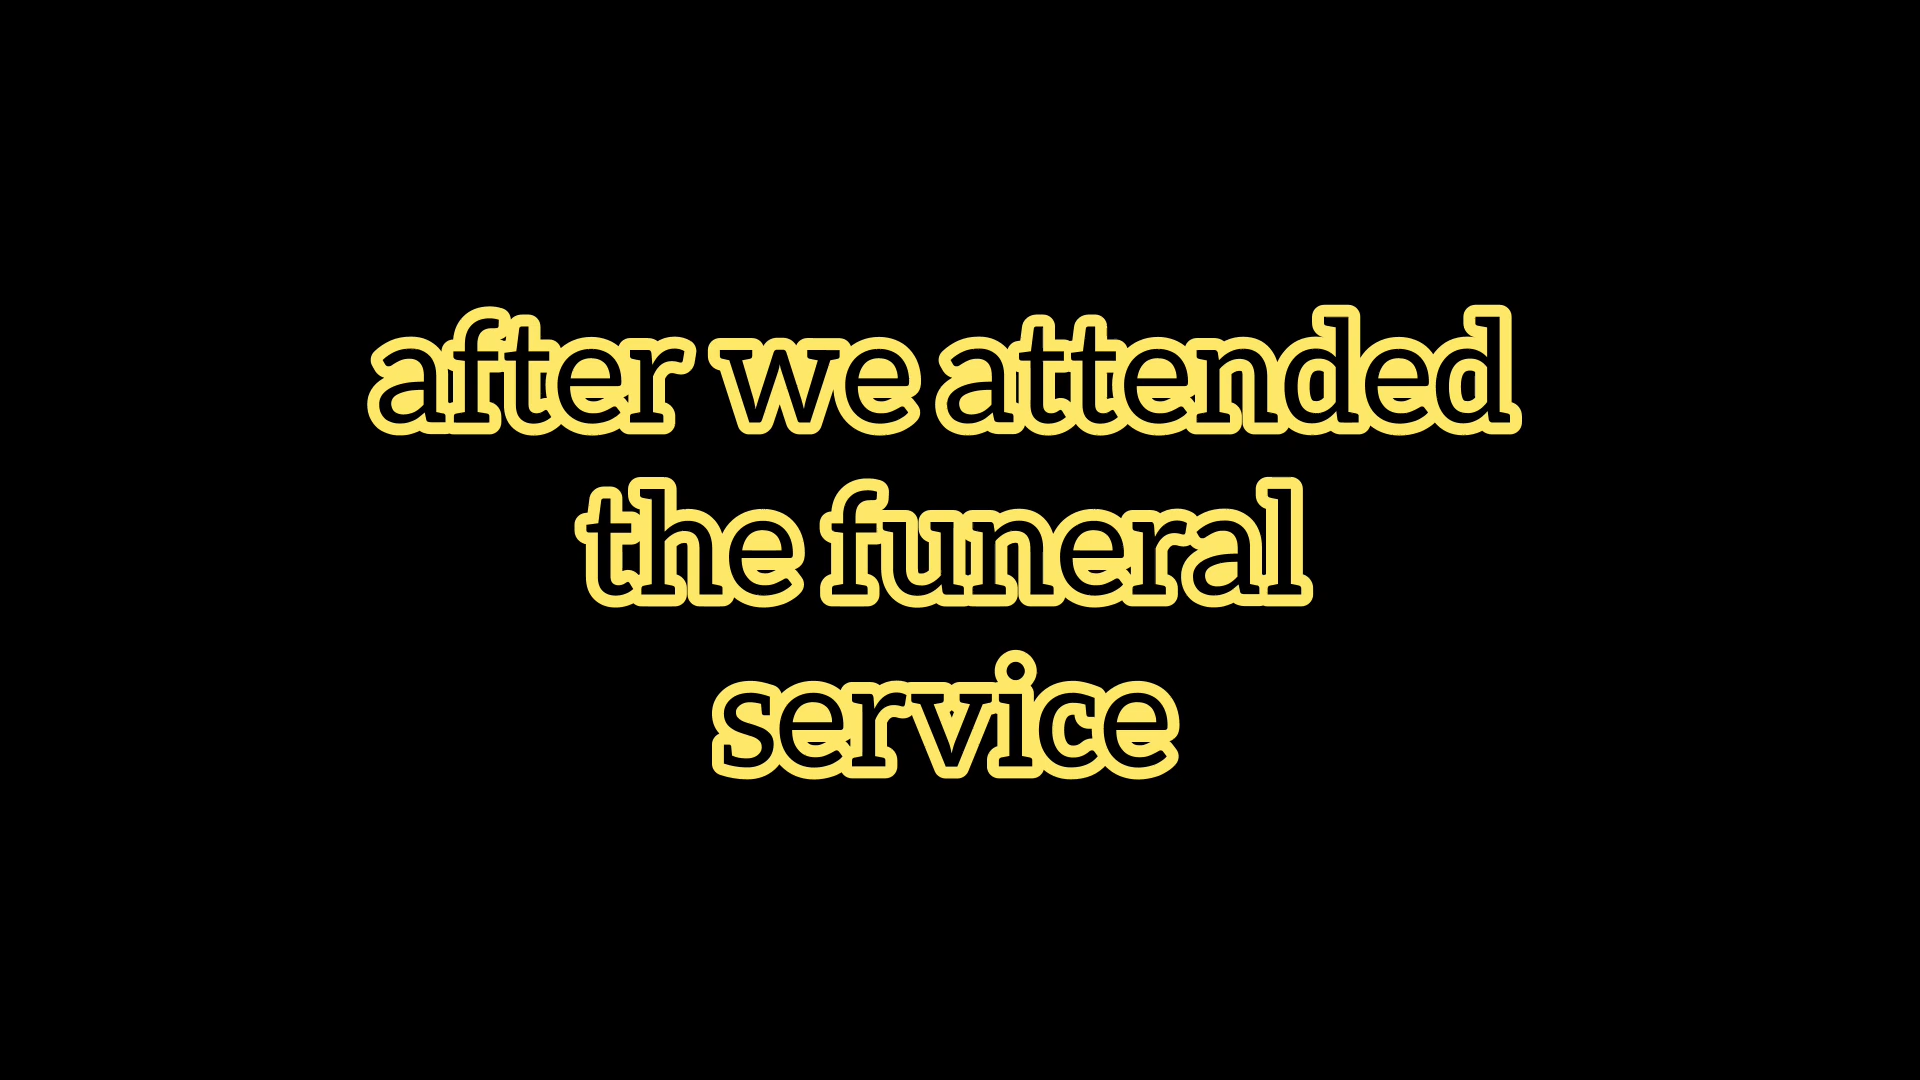 after we attended
the funeral
service